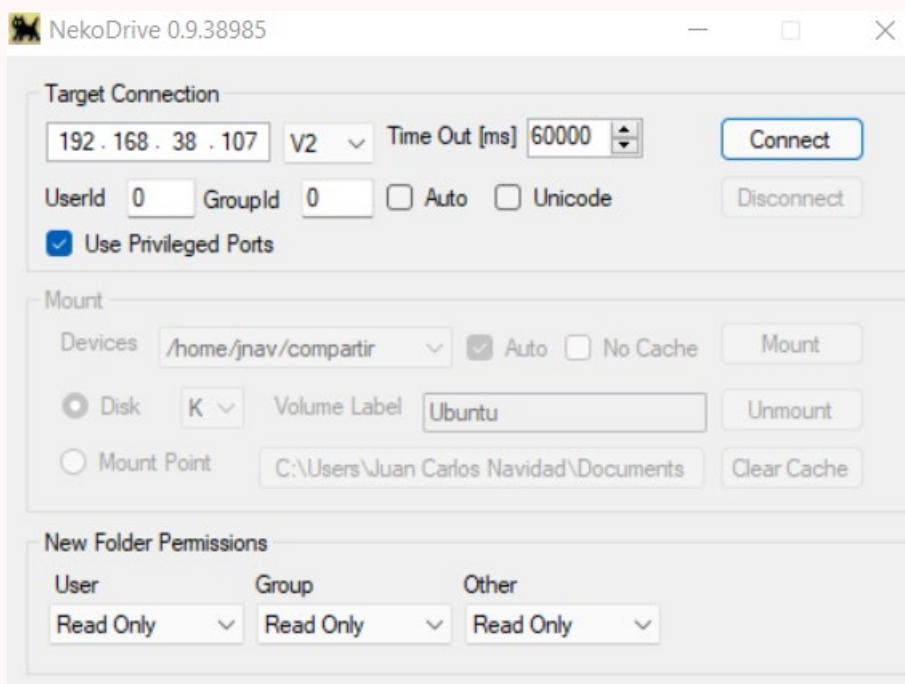 NekoDrive 0.9.38985
Target Connection
192 . 168 . 38 . 107 V2 Time Out [ms] 60000 Connect
UserId 0 GroupId 0 Auto Unicode Disconnect
Use Privileged Ports
Mount
Devices /home/jnav/compartir Auto No Cache Mount
Disk K Volume Label Ubuntu Unmount
Mount Point C:\Users\Juan Carlos Navidad\Documents Clear Cache
New Folder Permissions
User Group Other
Read Only Read Only Read Only